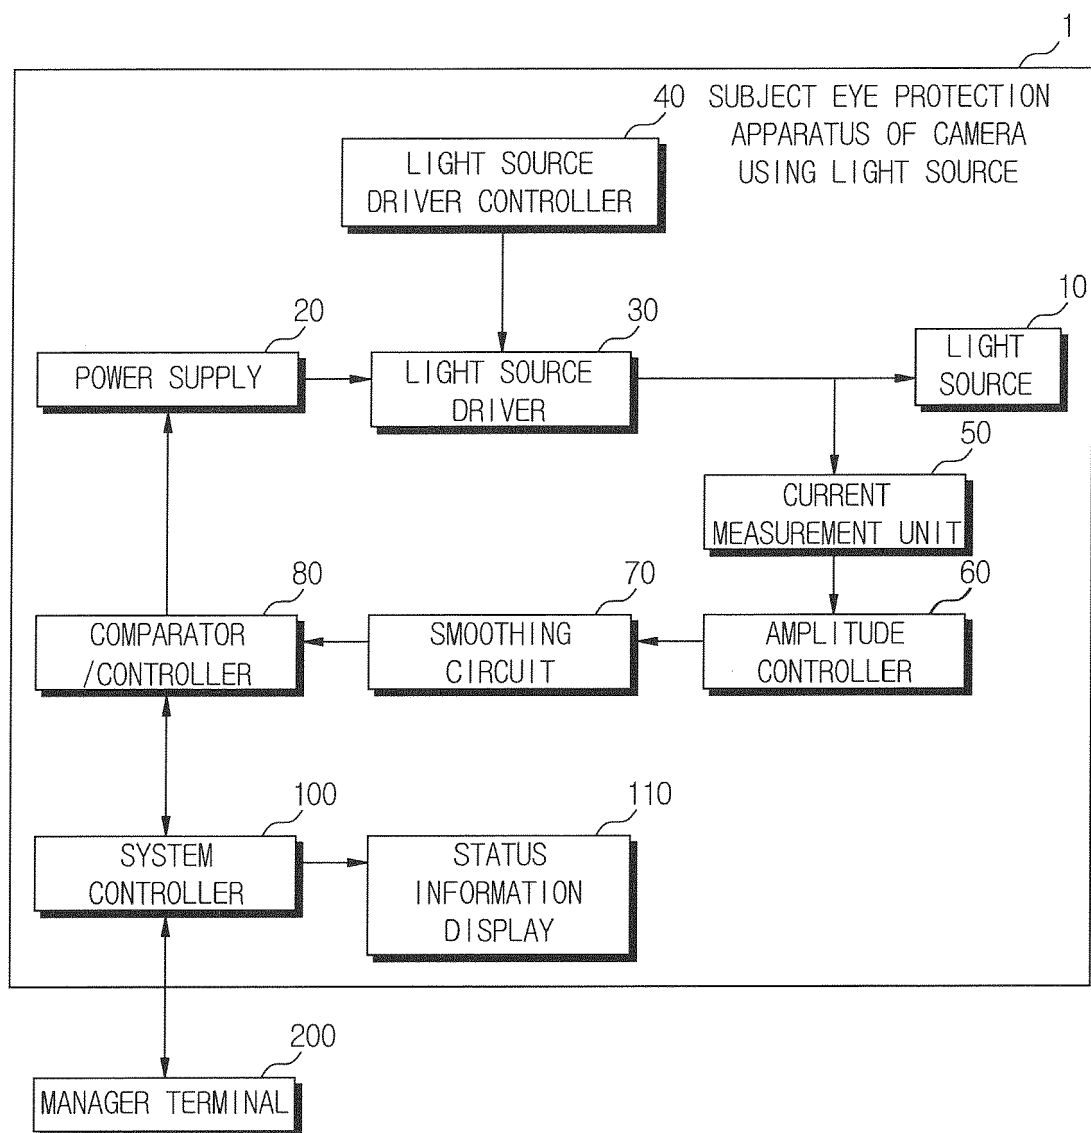 1
40 SUBJECT EYE PROTECTION
APPARATUS OF CAMERA
USING LIGHT SOURCE
LIGHT SOURCE
DRIVER CONTROLLER
20
30
10
POWER SUPPLY
LIGHT SOURCE
DRIVER
LIGHT
SOURCE
50
CURRENT
MEASUREMENT UNIT
80
70
60
COMPARATOR
/CONTROLLER
SMOOTHING
CIRCUIT
AMPLITUDE
CONTROLLER
100
110
SYSTEM
CONTROLLER
STATUS
INFORMATION
DISPLAY
200
MANAGER TERMINAL